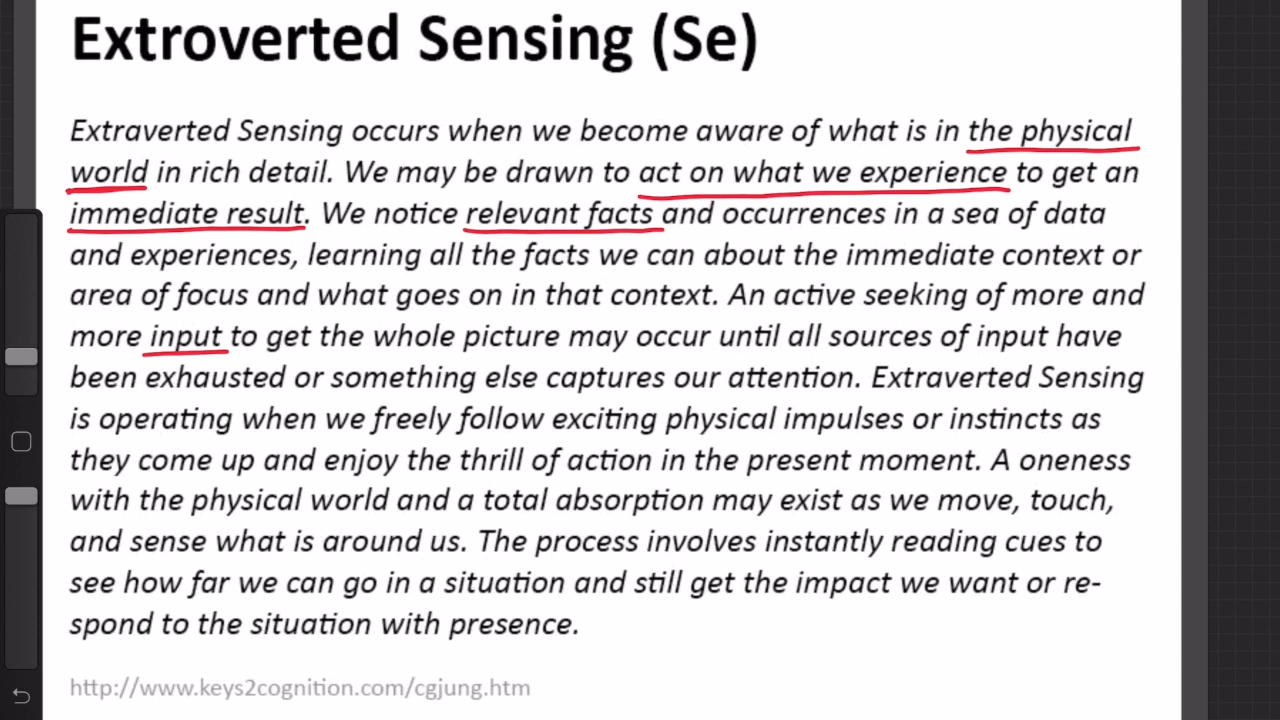 Extroverted Sensing (Se)
Extraverted Sensing occurs when we become aware of what is in the physical
world in rich detail. We may be drawn to act on what we experience to get an
immediate result. We notice relevant facts and occurrences in a sea of data
and experiences, learning all the facts we can about the immediate context or
area of focus and what goes on in that context. An active seeking of more and
more input to get the whole picture may occur until all sources of input have
been exhausted or something else captures our attention. Extraverted Sensing
is operating when we freely follow exciting physical impulses or instincts as
they come up and enjoy the thrill of action in the present moment. A oneness
with the physical world and a total absorption may exist as we move, touch,
and sense what is around us. The process involves instantly reading cues to
see how far we can go in a situation and still get the impact we want or re-
spond to the situation with presence.
http://www.keys2cognition.com/cgjung.htm